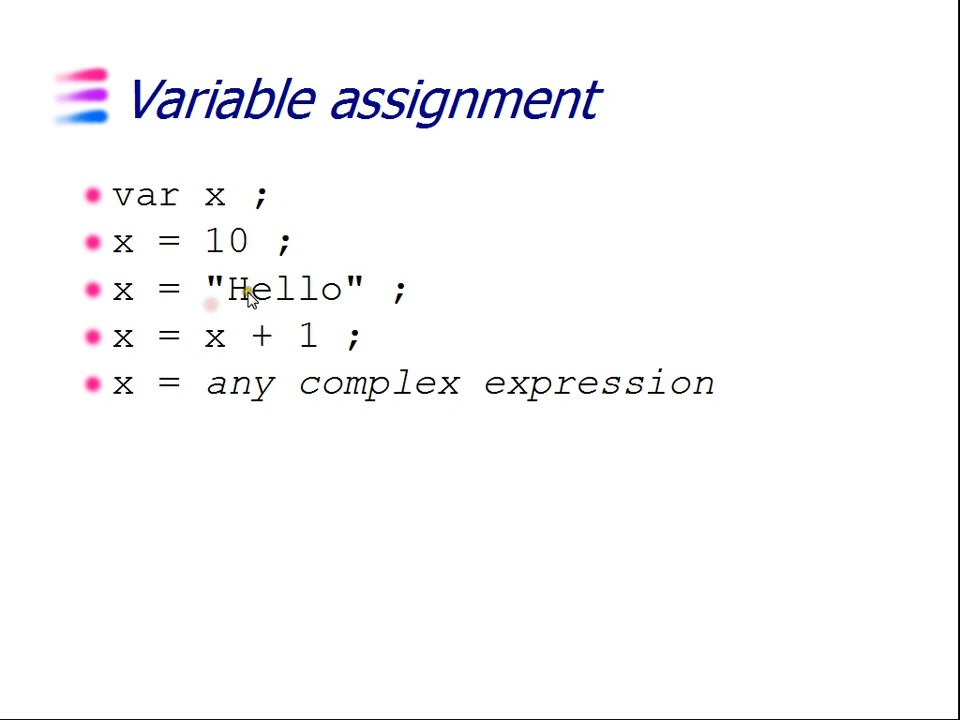 Variable assignment
var x ;
x = 10 ;
x = "Hello" ;
x = x + 1 ;
x = any complex expression